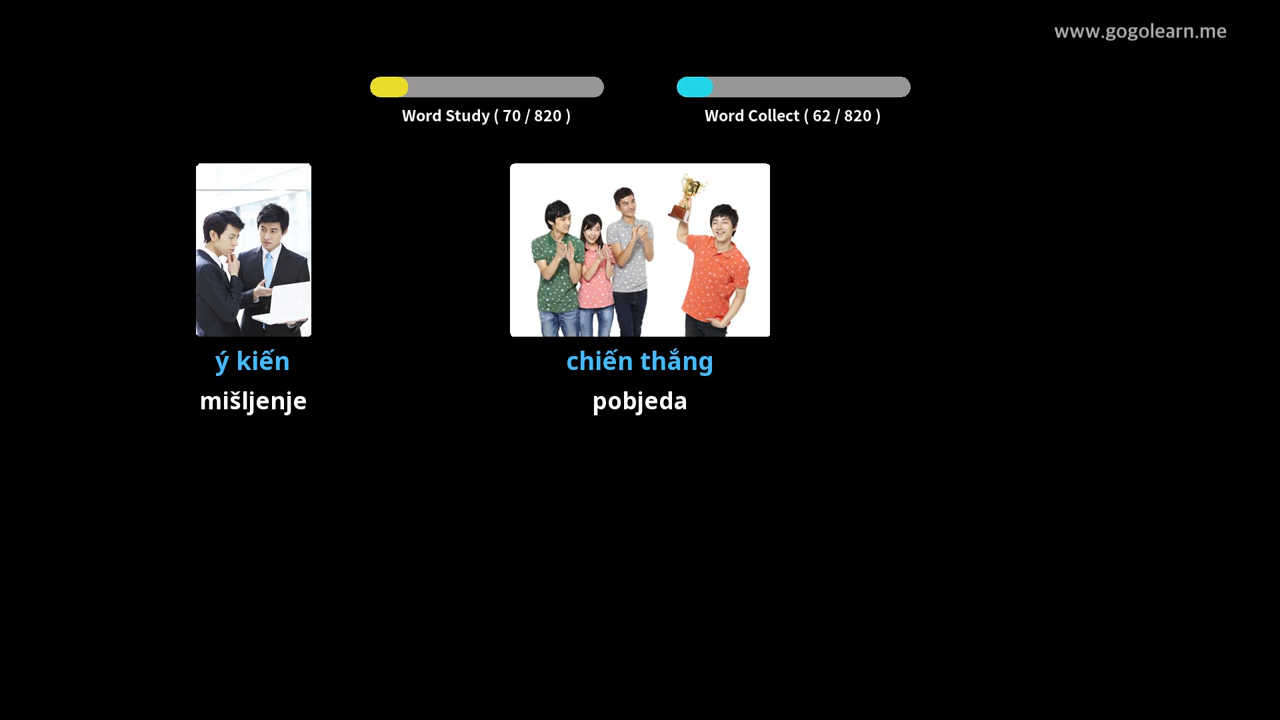 www.gogolearn.me
Word Study ( 70 / 820 )
Word Collect ( 62 / 820 )
ý kiến
mišljenje
chiến thắng
pobjeda